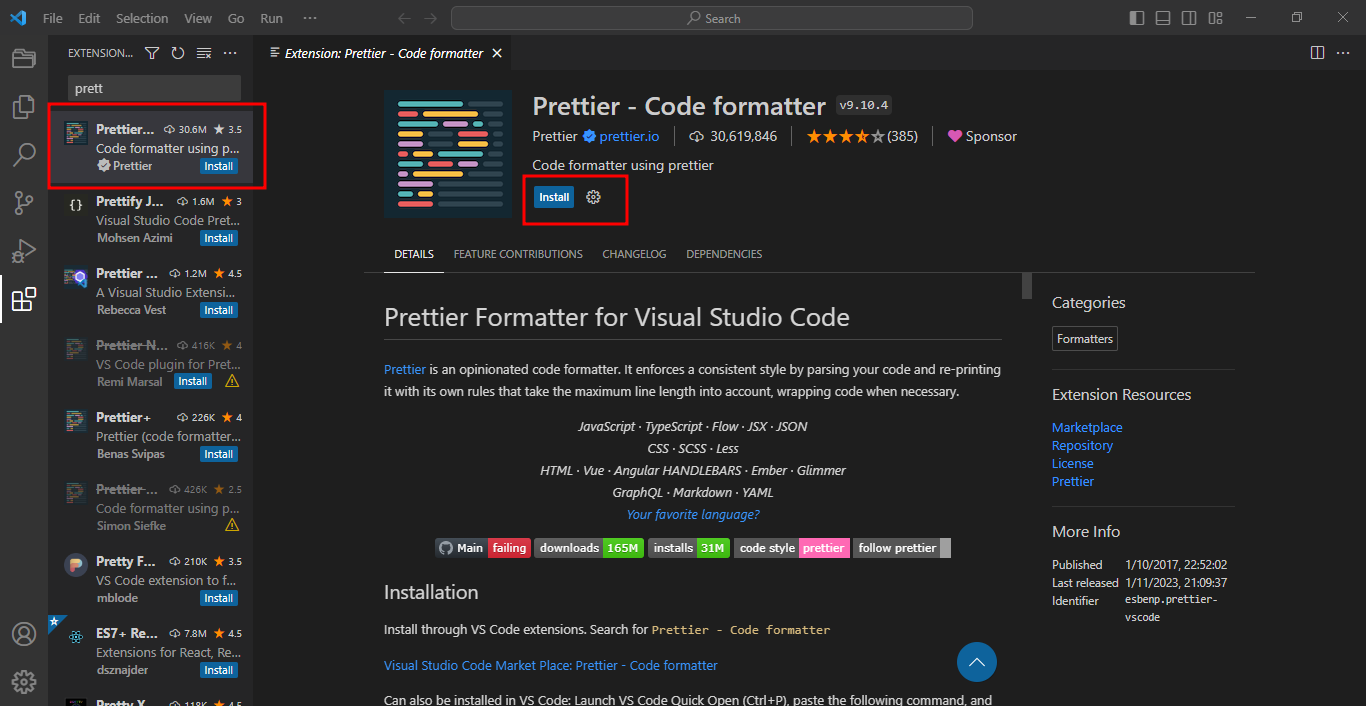 File Edit Selection View Go Run ···
Search
EXTENSION...
Extension: Prettier - Code formatter
prett
Prettier... 30.6M 3.5
Code formatter using p...
Prettier Install
Prettify J... 1.6M 3
Visual Studio Code Pret...
Mohsen Azimi Install
Prettier ... 1.2M 4.5
A Visual Studio Extensi...
Rebecca Vest Install
Prettier N... 416K 4
VS Code plugin for Pret...
Remi Marsal Install
Prettier+ 226K 4
Prettier (code formatter...
Benas Svipas Install
Prettier ... 426K 2.5
Code formatter using p...
Simon Siefke
Pretty F... 210K 3.5
VS Code extension to f...
mblode Install
ES7+ Re... 7.8M 4.5
Extensions for React, Re...
dsznajder Install
Pretty X... 118K 4.5
Prettier - Code formatter v9.10.4
Prettier prettier.io 30,619,846 (385) Sponsor
Code formatter using prettier
Install
DETAILS FEATURE CONTRIBUTIONS CHANGELOG DEPENDENCIES
Prettier Formatter for Visual Studio Code
Prettier is an opinionated code formatter. It enforces a consistent style by parsing your code and re-printing
it with its own rules that take the maximum line length into account, wrapping code when necessary.
JavaScript · TypeScript · Flow · JSX · JSON
CSS · SCSS · Less
HTML · Vue · Angular HANDLEBARS · Ember · Glimmer
GraphQL · Markdown · YAML
Your favorite language?
Main failing downloads 165M installs 31M code style prettier follow prettier
Installation
Install through VS Code extensions. Search for Prettier - Code formatter
Visual Studio Code Market Place: Prettier - Code formatter
Can also be installed in VS Code: Launch VS Code Quick Open (Ctrl+P), paste the following command, and
Categories
Formatters
Extension Resources
Marketplace
Repository
License
Prettier
More Info
Published 1/10/2017, 22:52:02
Last released 1/11/2023, 21:09:37
Identifier esbenp.prettier-
vscode